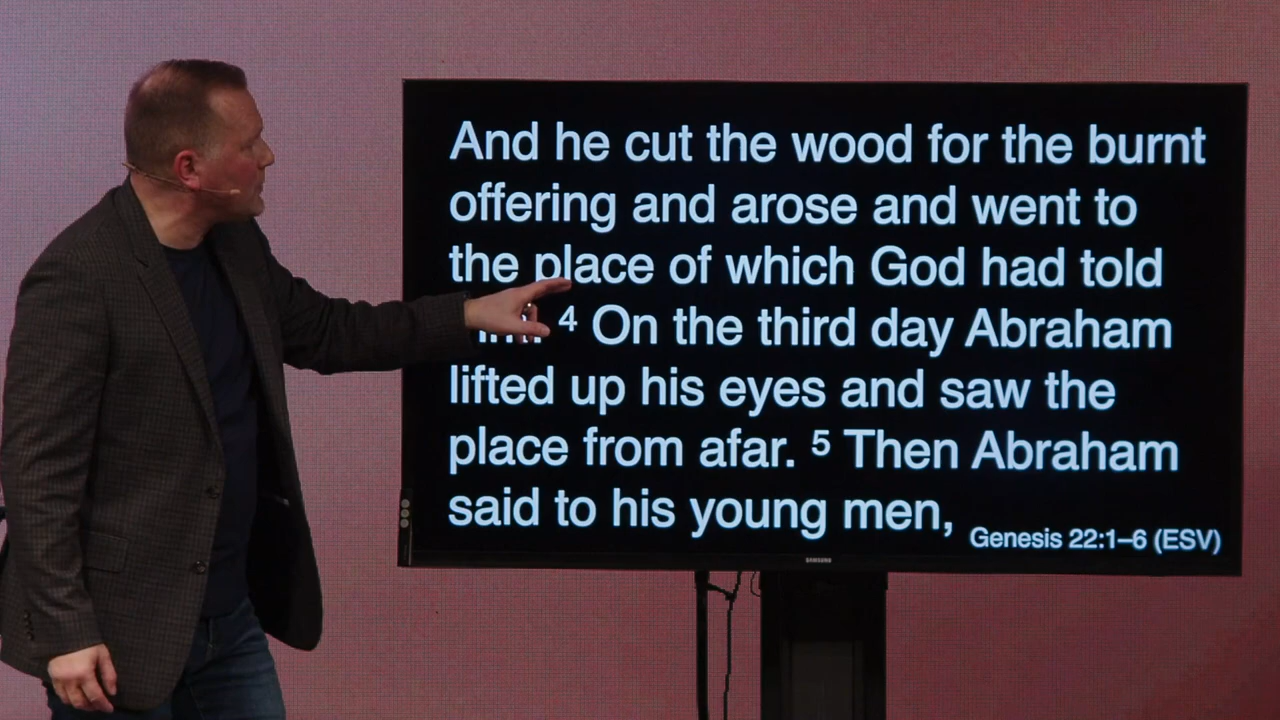 And he cut the wood for the burnt
offering and arose and went to
the place of which God had told
4 On the third day Abraham
lifted up his eyes and saw the
place from afar. 5 Then Abraham
said to his young men,
Genesis 22:1–6 (ESV)
SAMSUNG